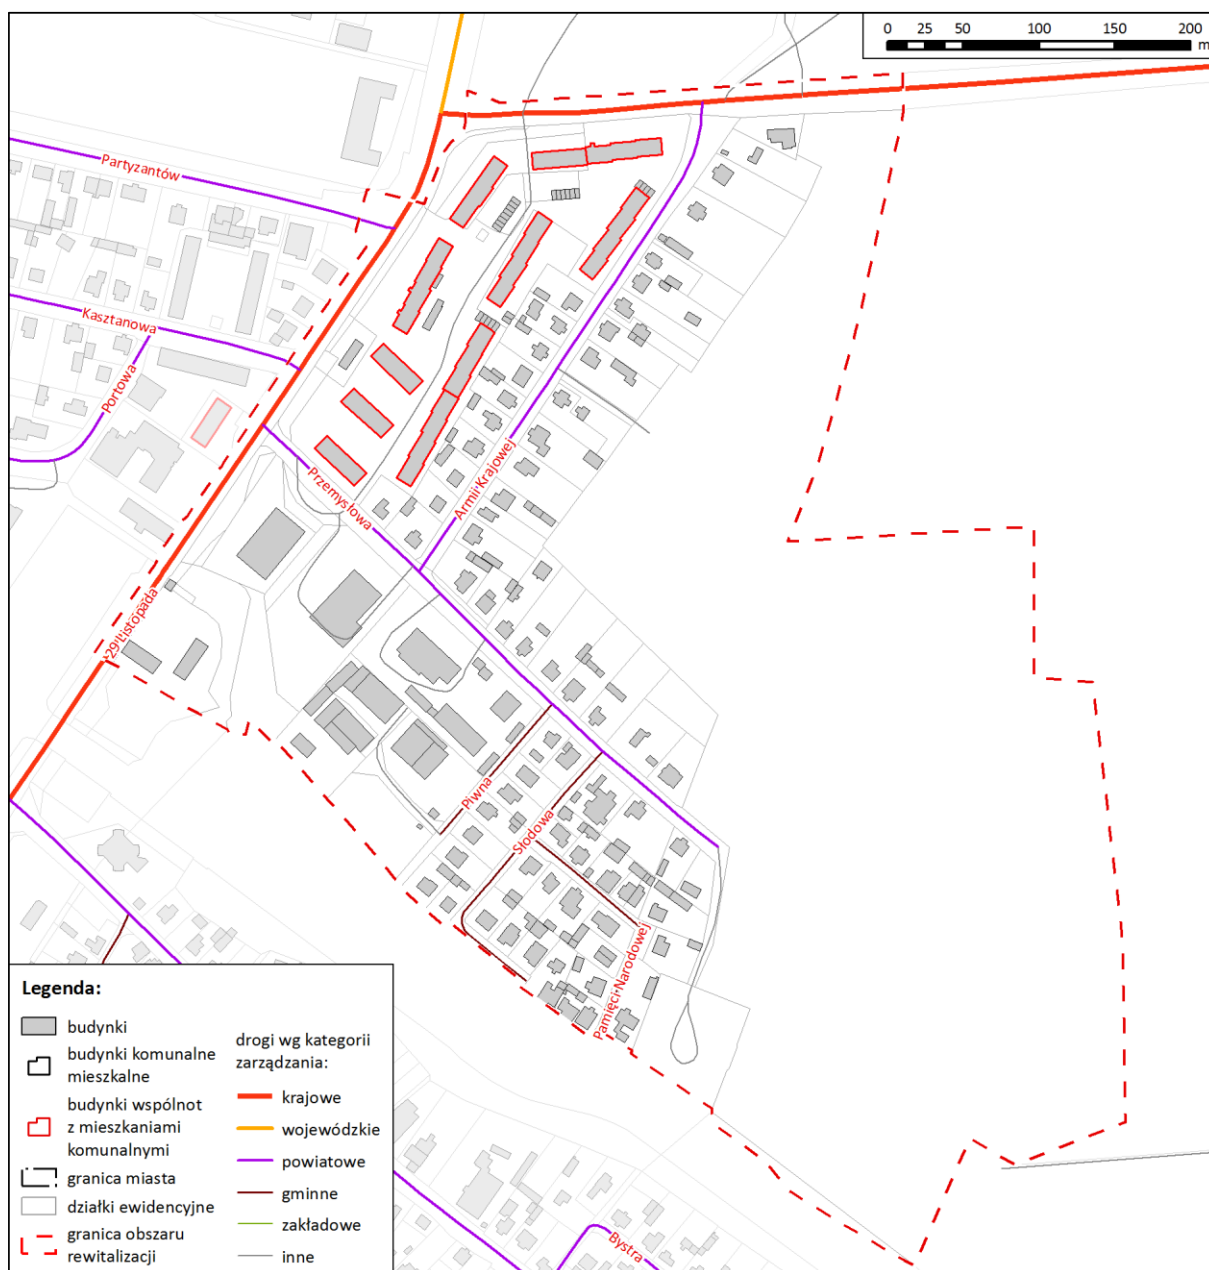 0 25 50 100 150 200
m
Partyzantów
Kasztanowa
Portowa
Przemysłowa
Armii Krajowej
29 Listopada
Piwna
Słodowa
Pamięci Narodowej
Bystra
Legenda:
budynki
budynki komunalne
mieszkalne
budynki wspólnot
z mieszkaniami
komunalnymi
granica miasta
działki ewidencyjne
granica obszaru
rewitalizacji
drogi wg kategorii
zarządzania:
krajowe
wojewódzkie
powiatowe
gminne
zakładowe
inne